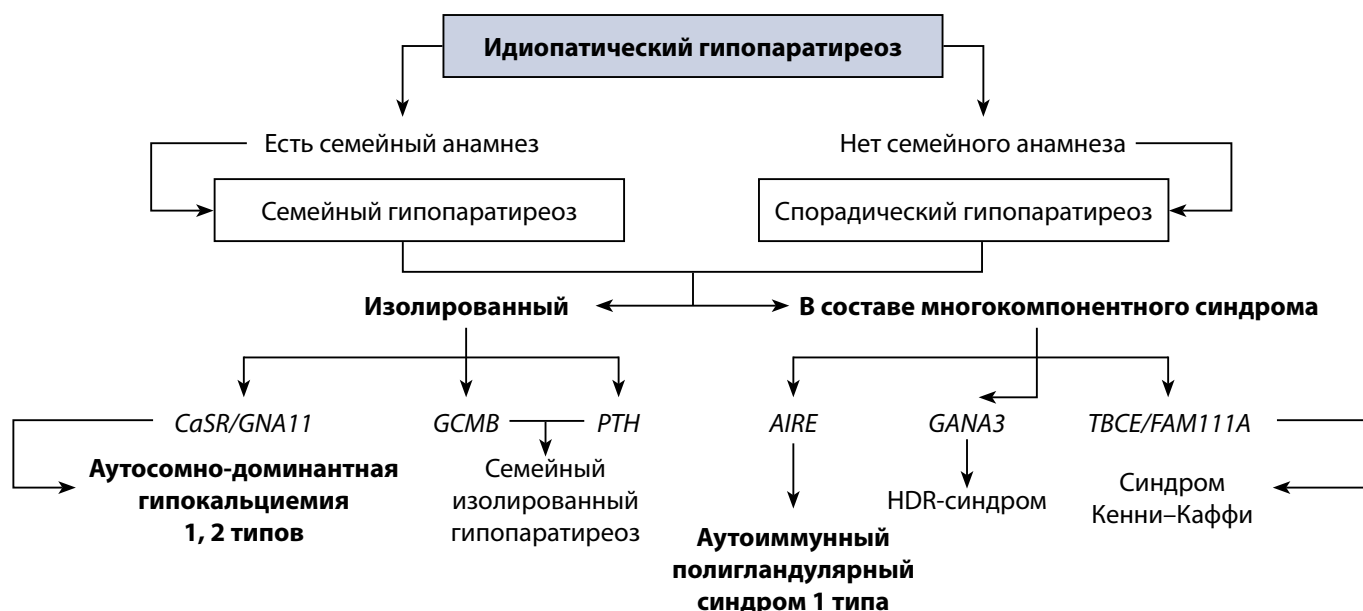 Идиопатический гипопаратиреоз
Есть семейный анамнез
Нет семейного анамнеза
Семейный гипопаратиреоз
Спорадический гипопаратиреоз
Изолированный
В составе многокомпонентного синдрома
CaSR/GNA11
GCMB
PTH
AIRE
GANA3
TBCE/FAM111A
Аутосомно-доминантная
гипокальциемия
1, 2 типов
Семейный
изолированный
гипопаратиреоз
Аутоиммунный
полигландулярный
синдром 1 типа
HDR-синдром
Синдром
Кенни–Каффи